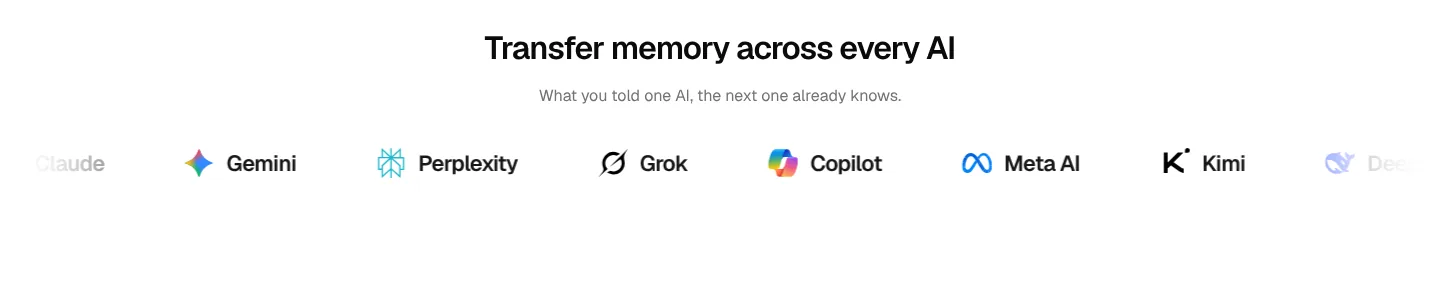 Transfer memory across every AI
What you told one AI, the next one already knows.
Claude Gemini Perplexity Grok Copilot Meta AI Kimi